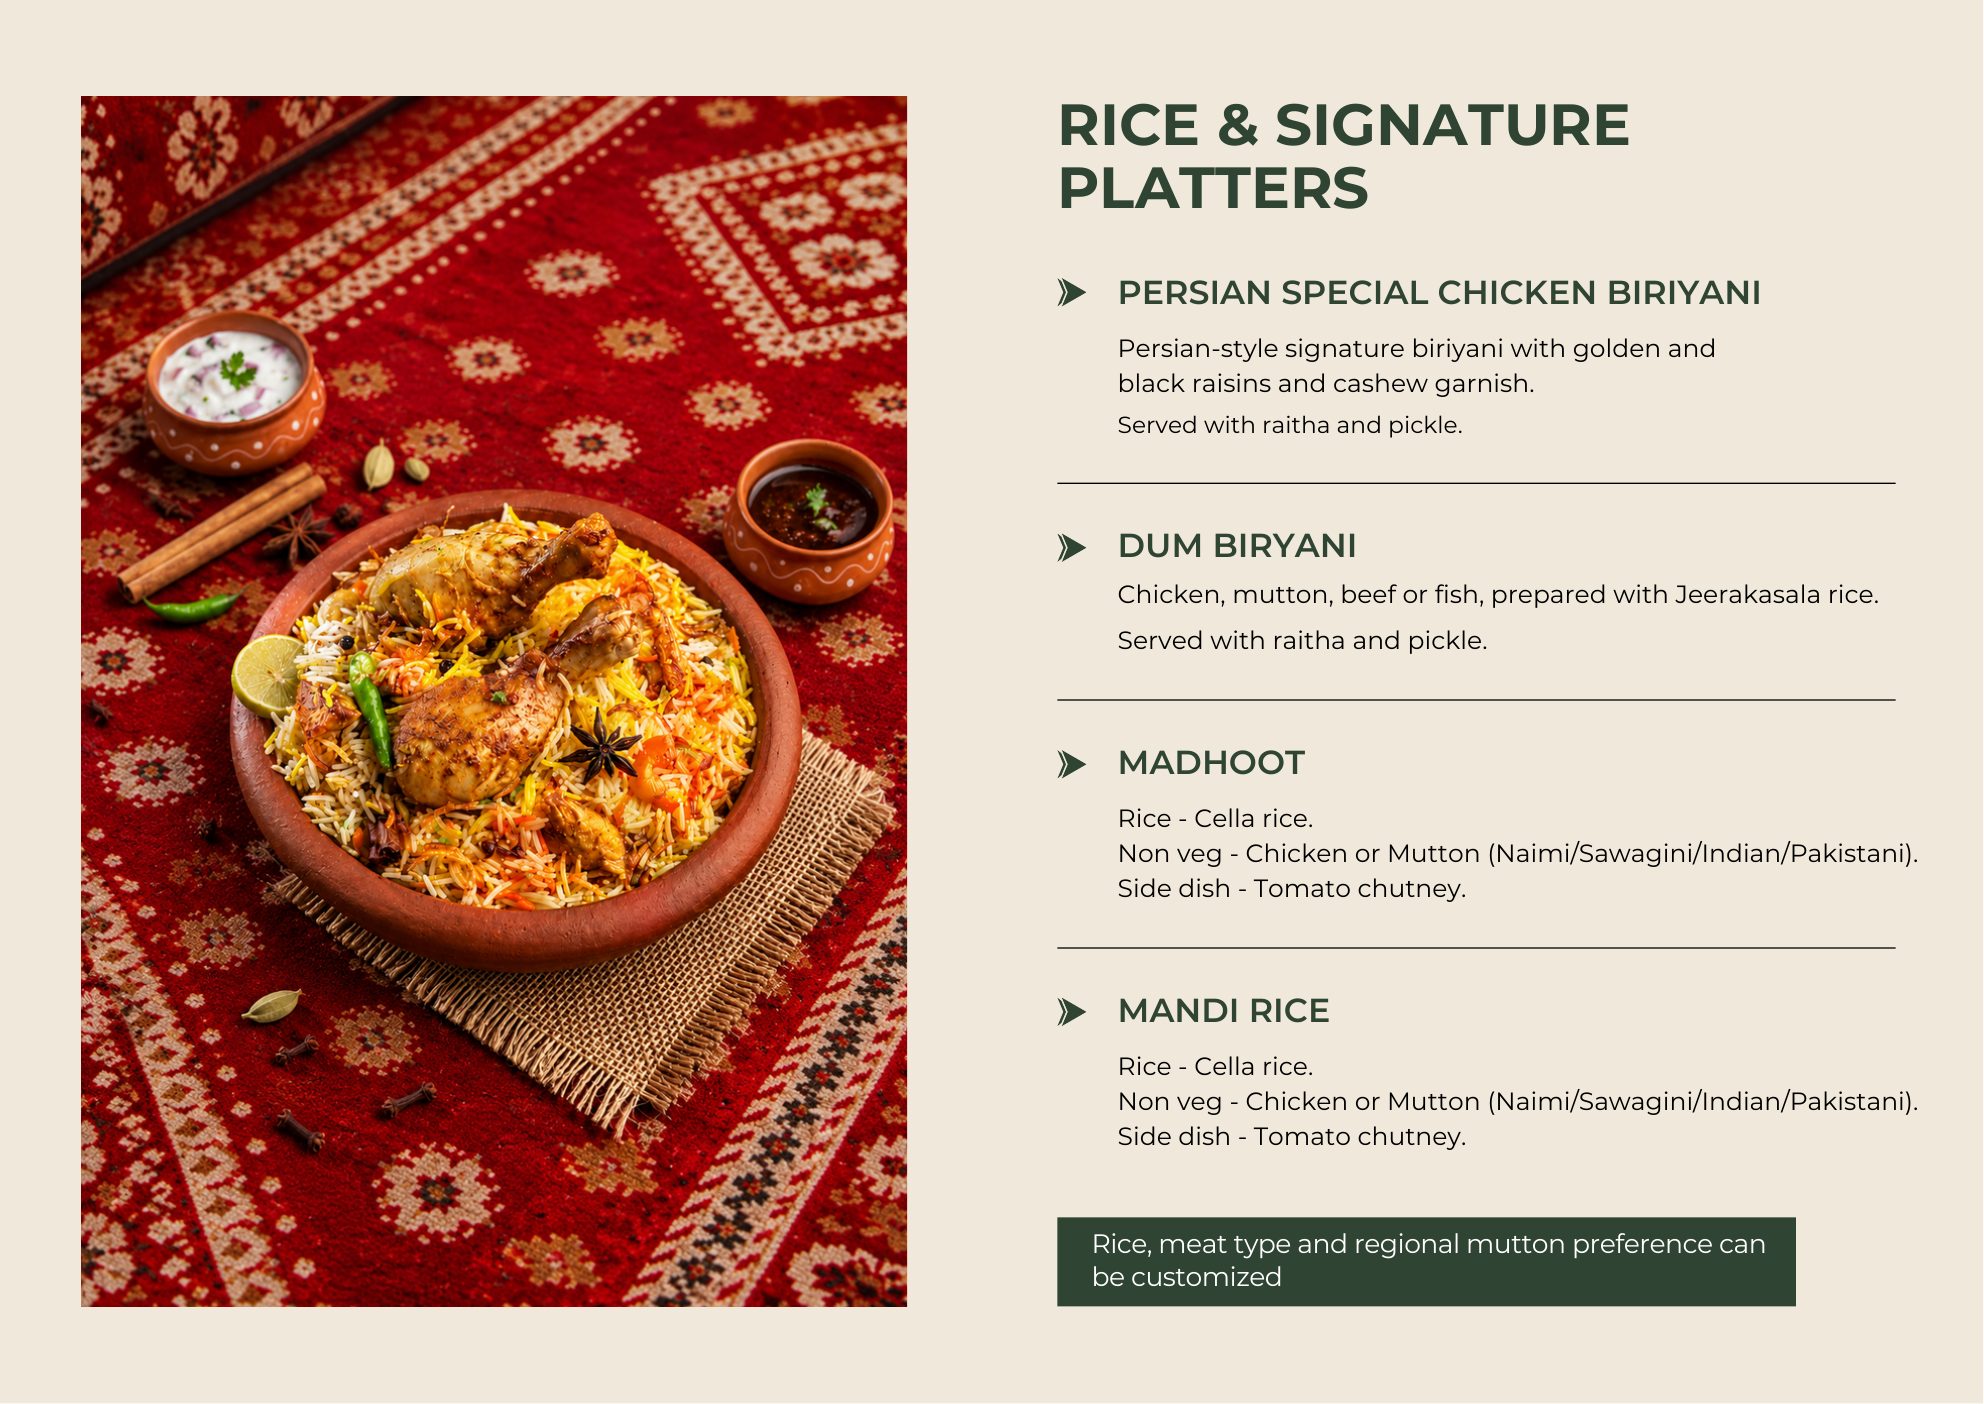 RICE & SIGNATURE
PLATTERS
PERSIAN SPECIAL CHICKEN BIRIYANI
Persian-style signature biriyani with golden and
black raisins and cashew garnish.
Served with raitha and pickle.
DUM BIRYANI
Chicken, mutton, beef or fish, prepared with Jeerakasala rice.
Served with raitha and pickle.
MADHOOT
Rice - Cella rice.
Non veg - Chicken or Mutton (Naimi/Sawagini/Indian/Pakistani).
Side dish - Tomato chutney.
MANDI RICE
Rice - Cella rice.
Non veg - Chicken or Mutton (Naimi/Sawagini/Indian/Pakistani).
Side dish - Tomato chutney.
Rice, meat type and regional mutton preference can
be customized